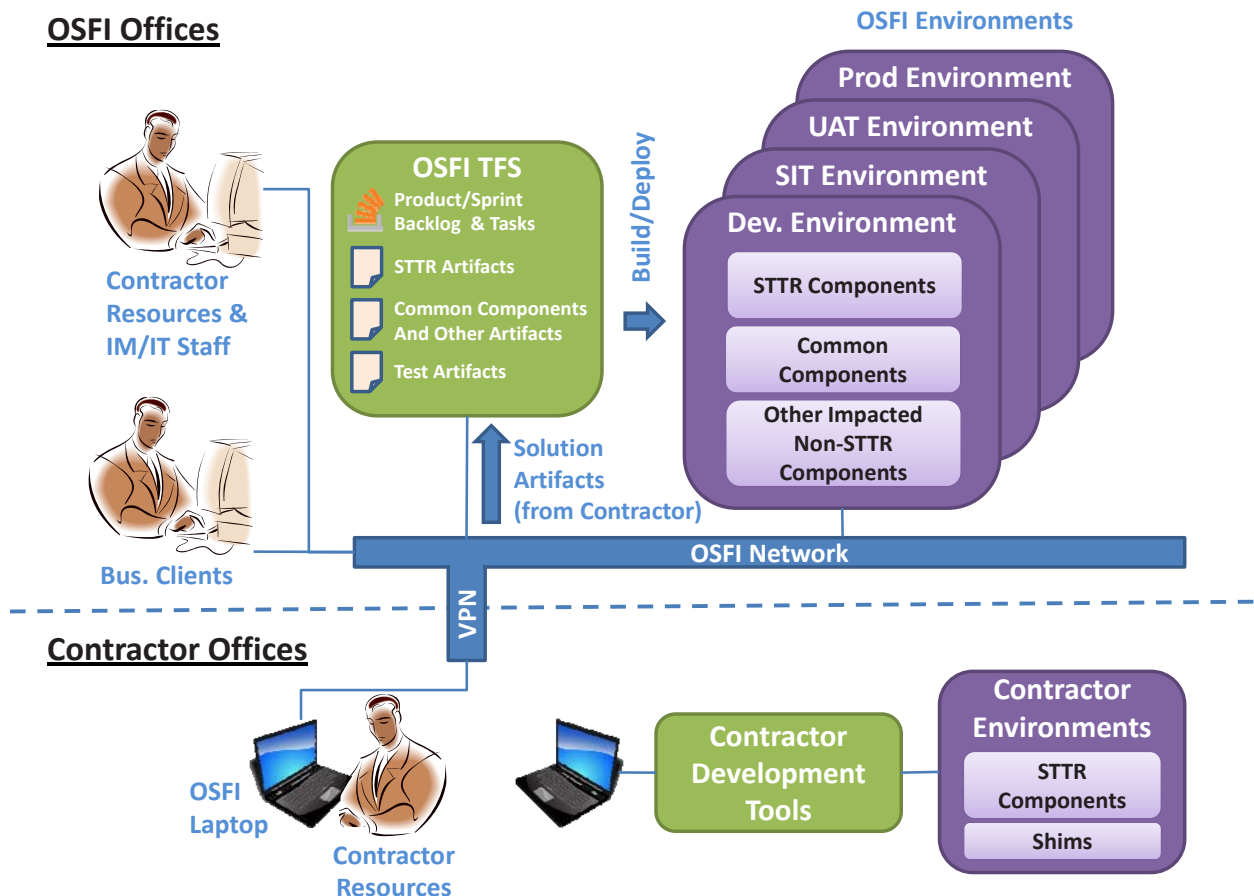 OSFI Offices
OSFI Environments
Prod Environment
UAT Environment
SIT Environment
Dev. Environment
STTR Components
Common
Components
Other Impacted
Non-STTR
Components
OSFI TFS
Product/Sprint
Backlog & Tasks
STTR Artifacts
Common Components
And Other Artifacts
Test Artifacts
Build/Deploy
Contractor
Resources &
IM/IT Staff
Bus. Clients
Solution
Artifacts
(from Contractor)
OSFI Network
VPN
Contractor Offices
OSFI
Laptop
Contractor
Resources
Contractor
Development
Tools
Contractor
Environments
STTR
Components
Shims